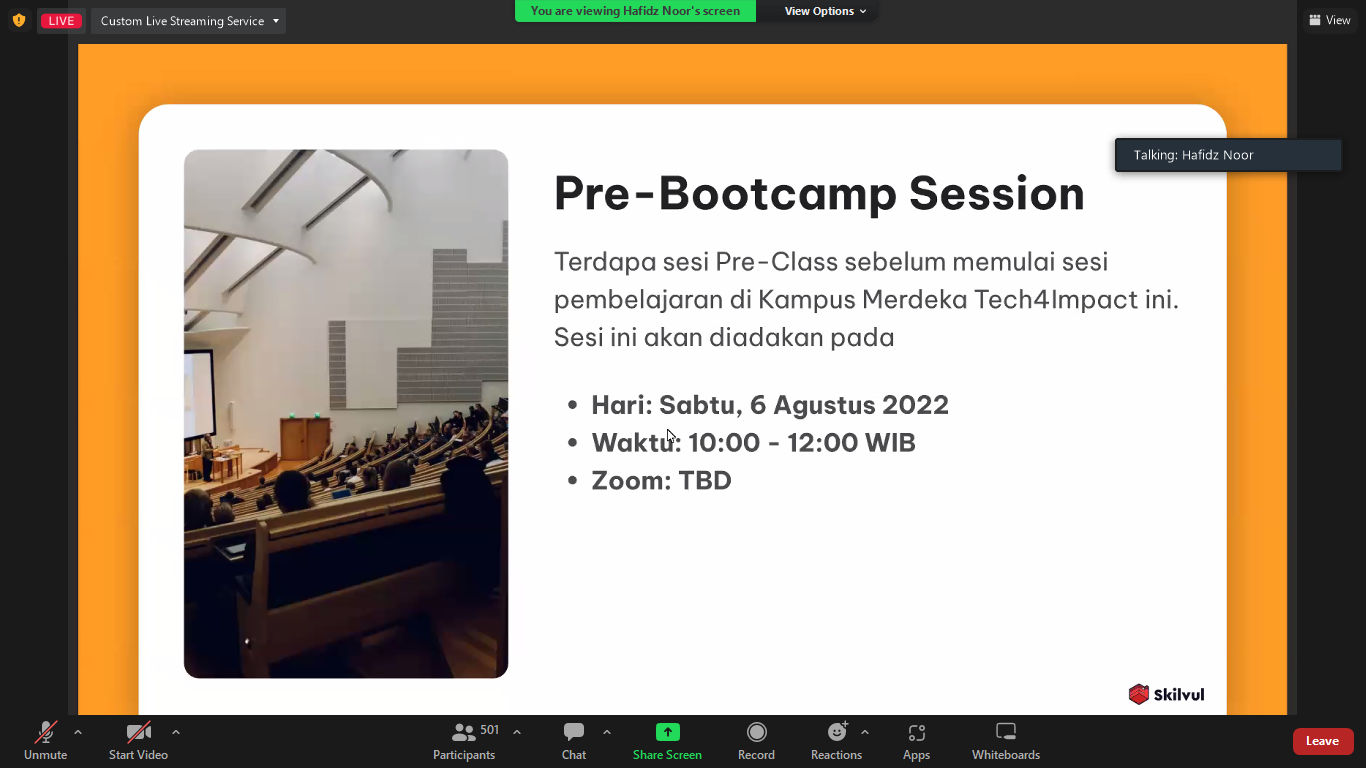 LIVE
Custom Live Streaming Service
You are viewing Hafidz Noor's screen
View Options
View
Talking: Hafidz Noor
Pre-Bootcamp Session
Terdapa sesi Pre-Class sebelum memulai sesi
pembelajaran di Kampus Merdeka Tech4Impact ini.
Sesi ini akan diadakan pada
• Hari: Sabtu, 6 Agustus 2022
• Waktu: 10:00 - 12:00 WIB
• Zoom: TBD
Skilvul
Unmute
Start Video
501
Participants
Chat
Share Screen
Record
Reactions
Apps
Whiteboards
Leave